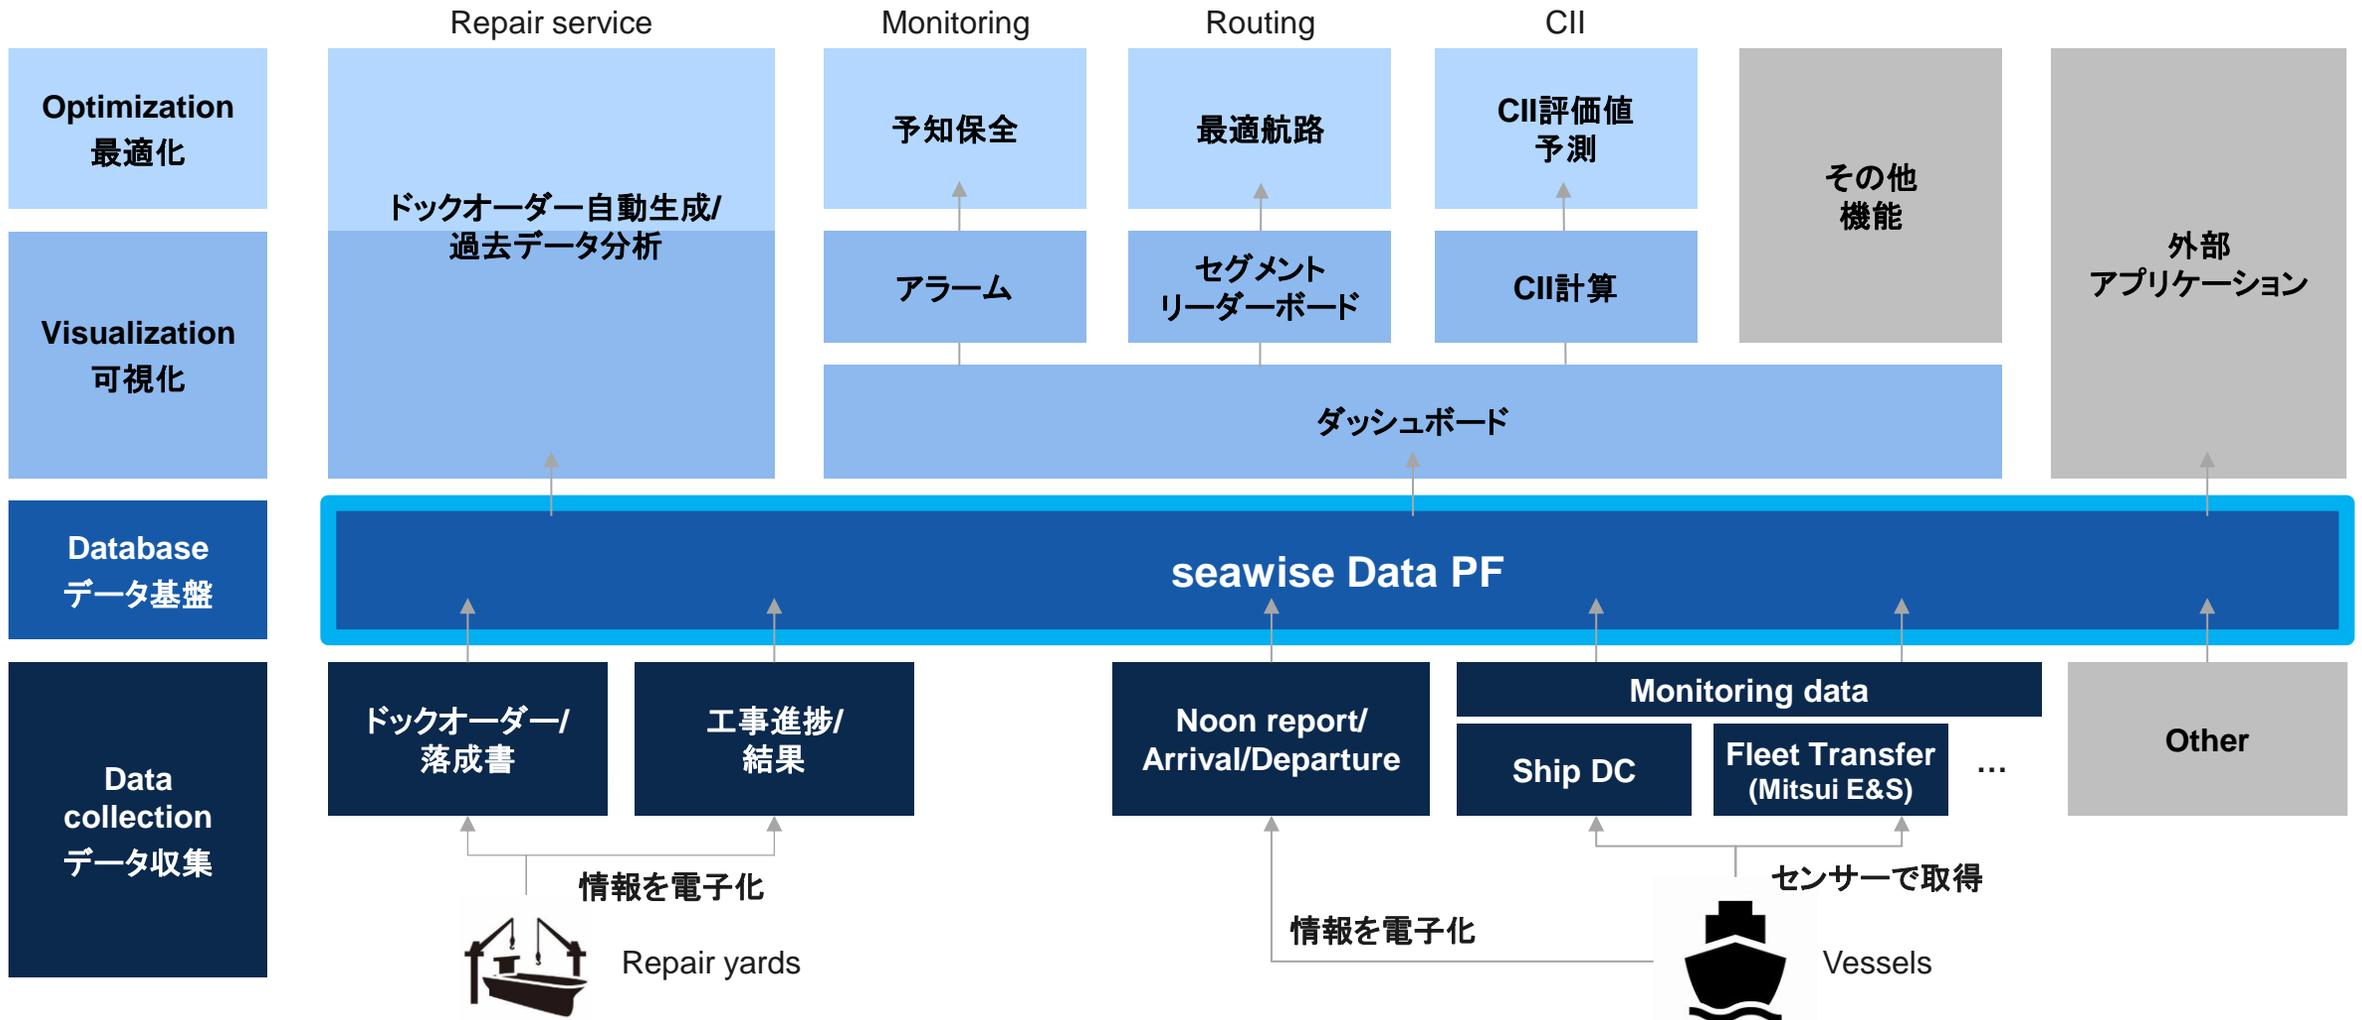 Repair service
Monitoring
Routing
CII
Optimization
最適化
ドックオーダー自動生成/
過去データ分析
予知保全
最適航路
CII評価値
予測
その他
機能
外部
アプリケーション
Visualization
可視化
アラーム
セグメント
リーダーボード
CII計算
ダッシュボード
Database
データ基盤
seawise Data PF
Data
collection
データ収集
ドックオーダー/
落成書
工事進捗/
結果
Noon report/
Arrival/Departure
Monitoring data
Ship DC
Fleet Transfer
(Mitsui E&S)
...
Other
情報を電子化
Repair yards
情報を電子化
センサーで取得
Vessels